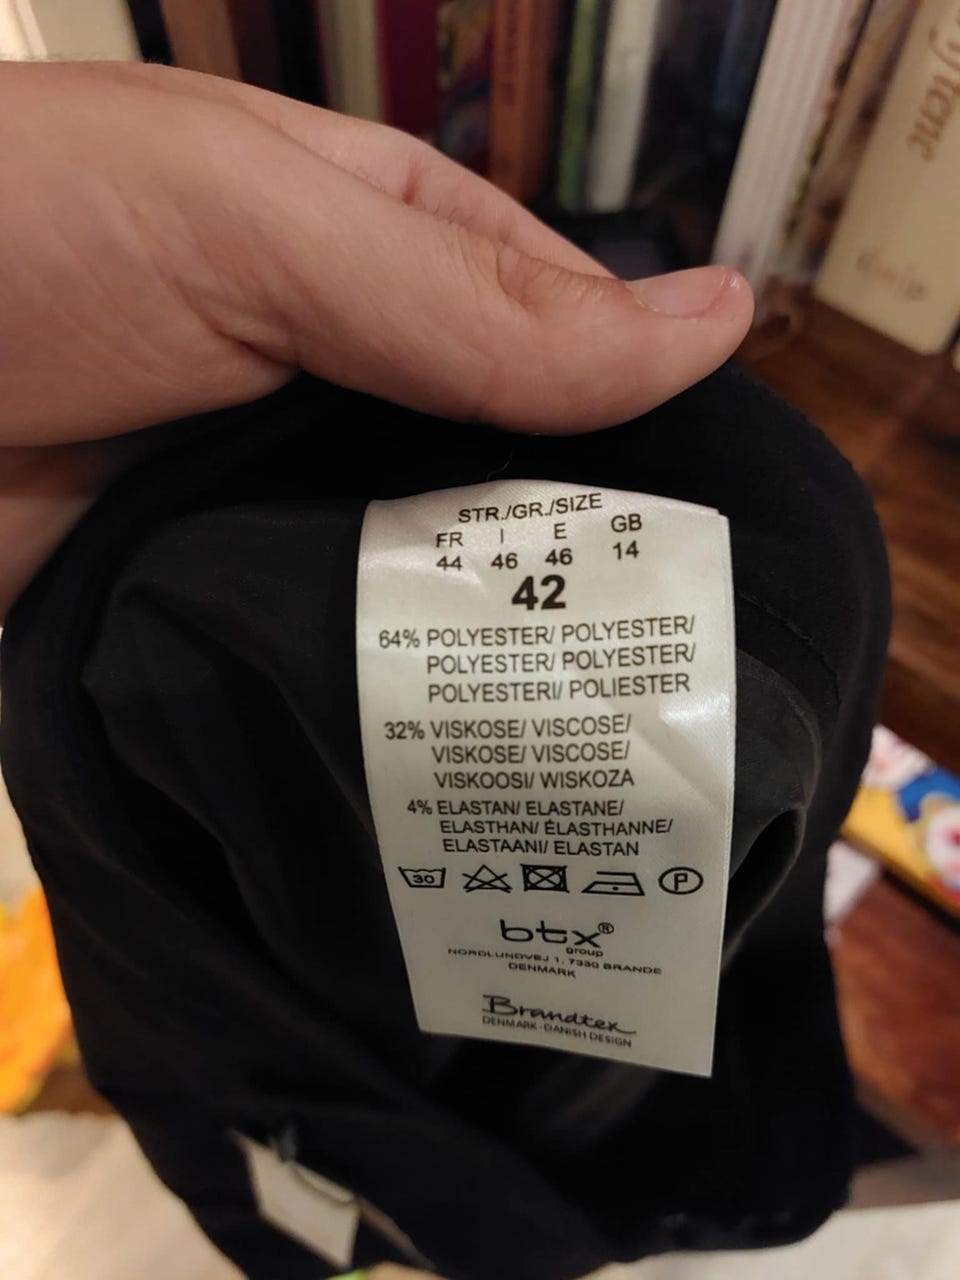 STR./GR./SIZE
FR I E GB
44 46 46 14
42
64% POLYESTER/ POLYESTER/
POLYESTER/ POLYESTER/
POLYESTERI/ POLIESTER
32% VISKOSE/ VISCOSE/
VISKOSE/ VISCOSE/
VISKOOSI/ WISKOZA
4% ELASTAN/ ELASTANE/
ELASTHAN/ ÉLASTHANNE/
ELASTAANI/ ELASTAN
30
P
btx®
group
NORDLUNDVEJ 1, 7330 BRANDE
DENMARK
Brandtex
DENMARK - DANISH DESIGN